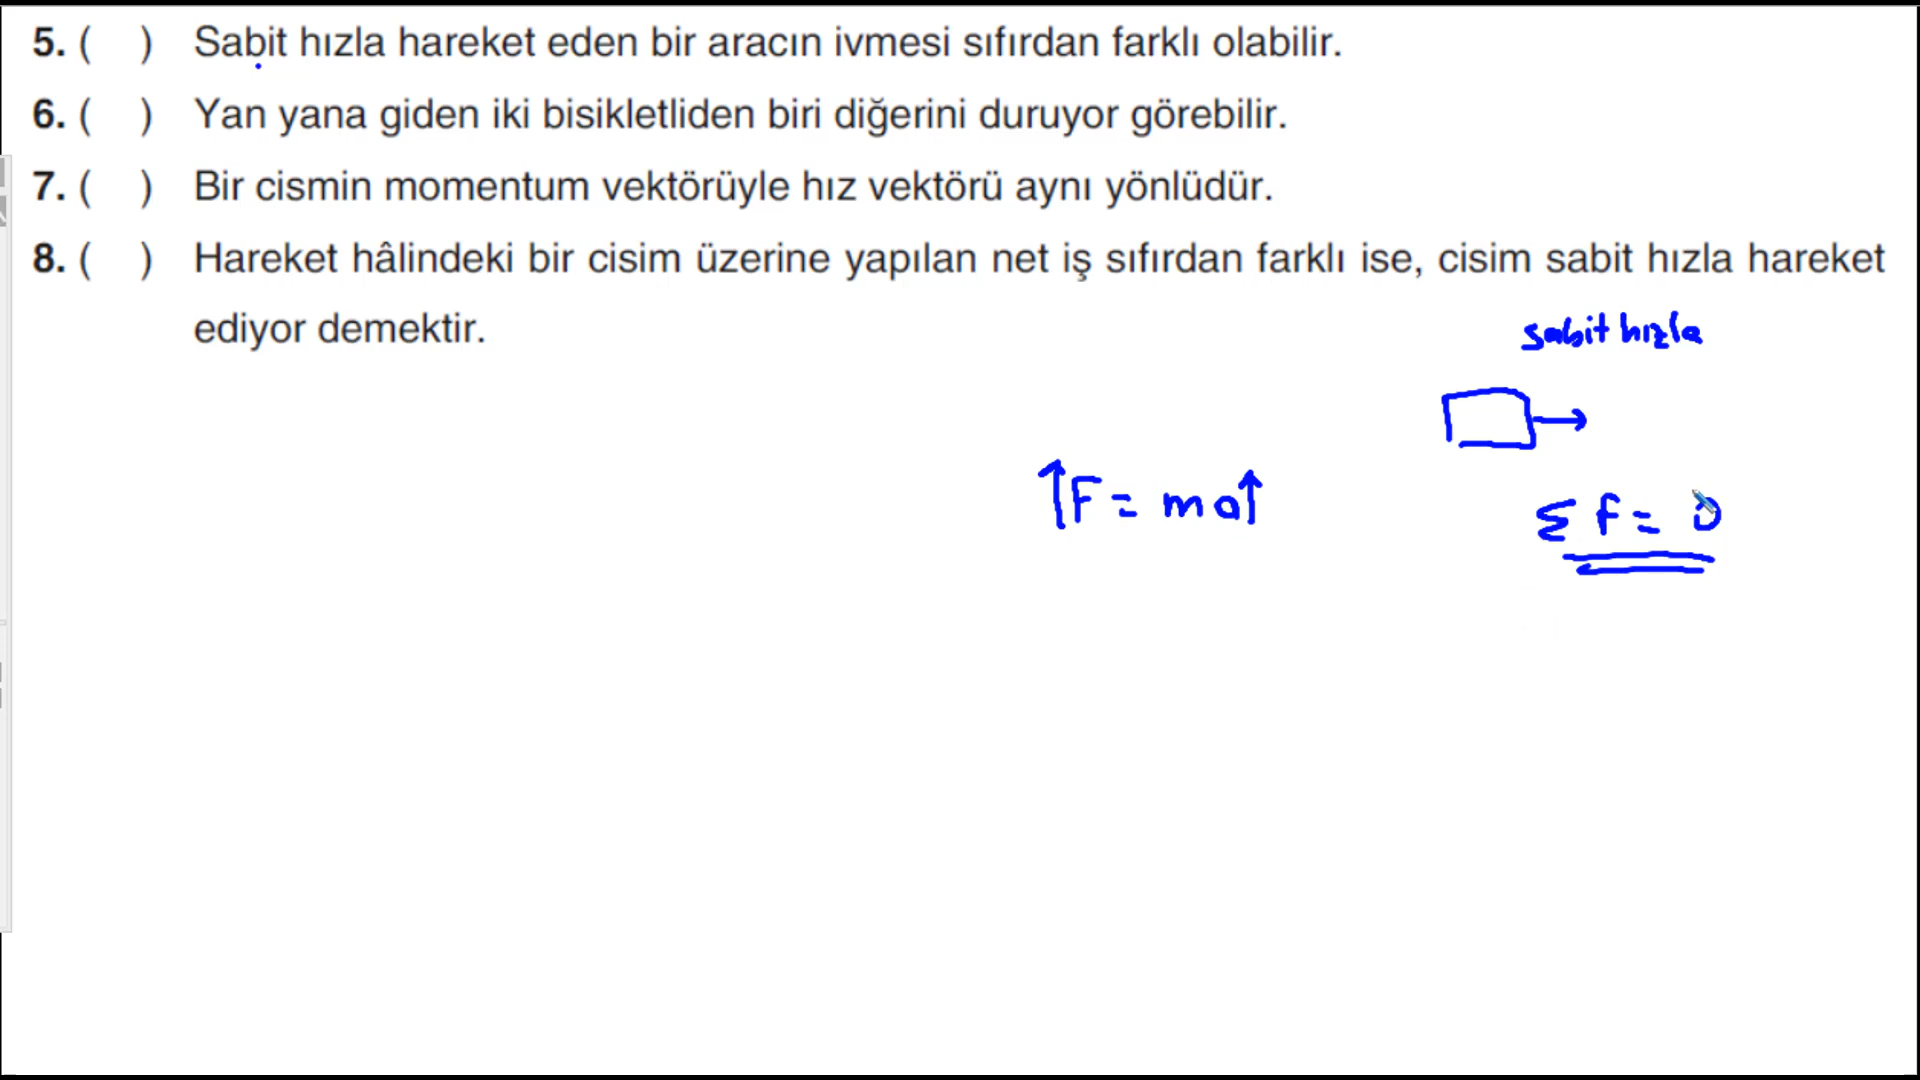 5. ( ) Sabit hızla hareket eden bir aracın ivmesi sıfırdan farklı olabilir.
6. ( ) Yan yana giden iki bisikletliden biri diğerini duruyor görebilir.
7. ( ) Bir cismin momentum vektörüyle hız vektörü aynı yönlüdür.
8. ( ) Hareket hâlindeki bir cisim üzerine yapılan net iş sıfırdan farklı ise, cisim sabit hızla hareket
ediyor demektir.
sabit hızla
↑F = ma↑
Σ F = 0